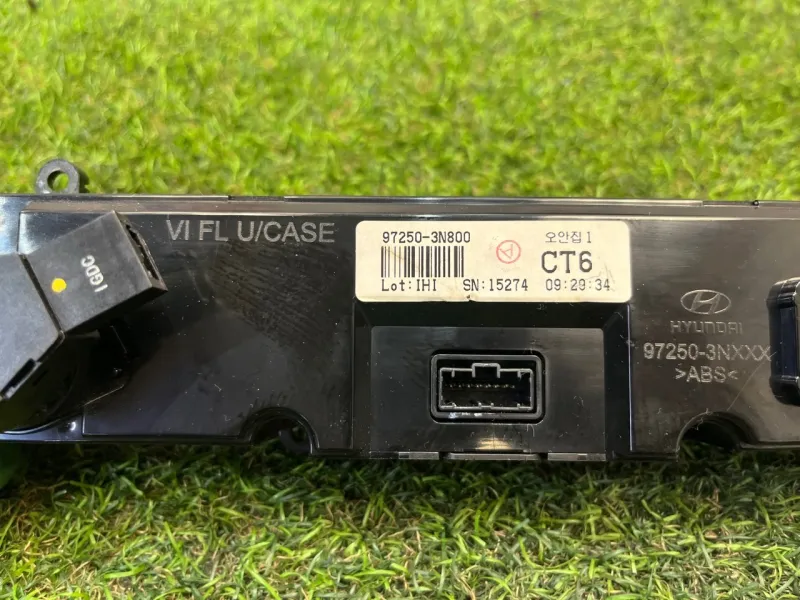 VI FL U/CASE
97250-3N800
오안집 1
CT6
Lot:IHI SN:15274 09:29:34
IGDC
HYUNDAI
97250-3NXXX
>ABS<